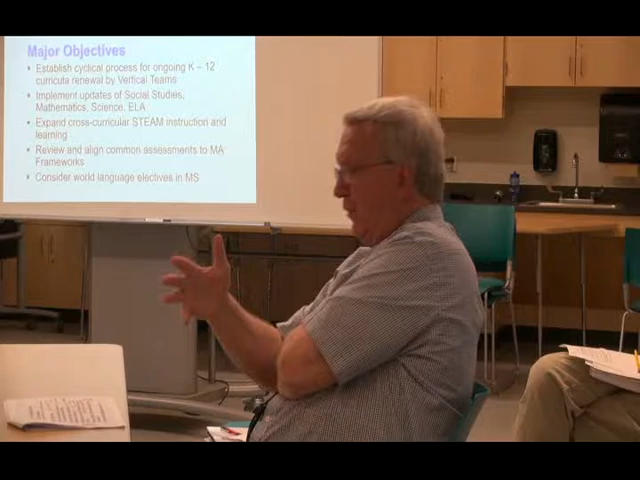 Major Objectives
Establish cyclical process for ongoing K – 12
curricula renewal by Vertical Teams
Implement updates of Social Studies,
Mathematics, Science, ELA
Expand cross-curricular STEAM instruction and
learning
Review and align common assessments to MA
Frameworks
Consider world language electives in MS